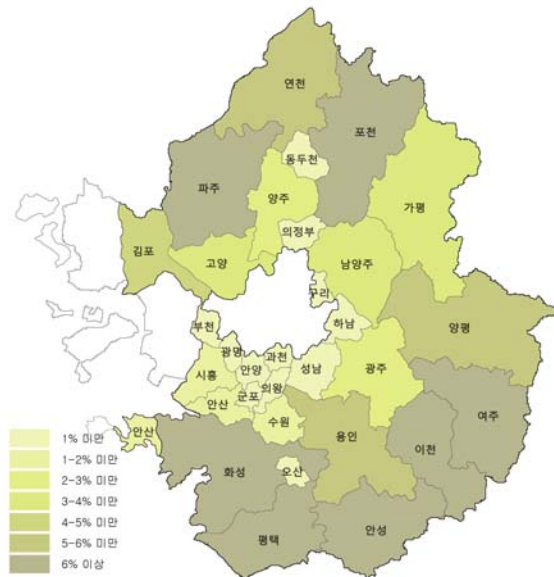 연천
포천
동두천
파주
양주
가평
의정부
김포
고양
남양주
구리
하남
부천
양평
광명
과천
안양
성남
광주
시흥
의왕
군포
안산
수원
여주
안산
용인
이천
화성
오산
평택
안성
1% 미만
1-2% 미만
2-3% 미만
3-4% 미만
4-5% 미만
5-6% 미만
6% 이상